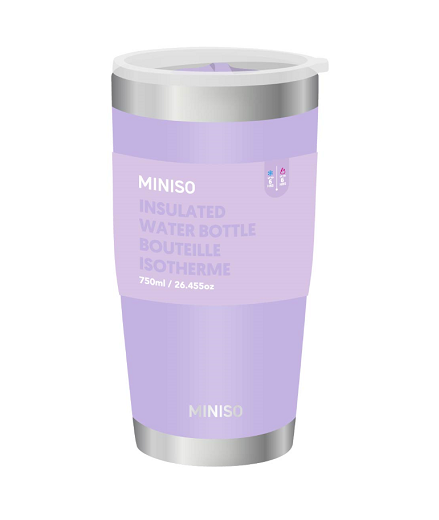 MINISO
INSULATED
WATER BOTTLE
BOUTEILLE
ISOTHERME
750ml / 26.455oz
MINISO